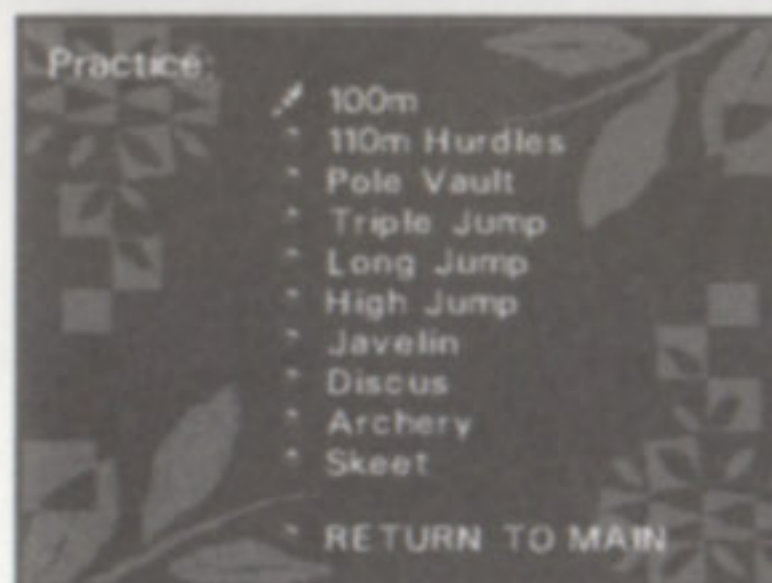 Practice:
100m
110m Hurdles
Pole Vault
Triple Jump
Long Jump
High Jump
Javelin
Discus
Archery
Skeet
RETURN TO MAIN